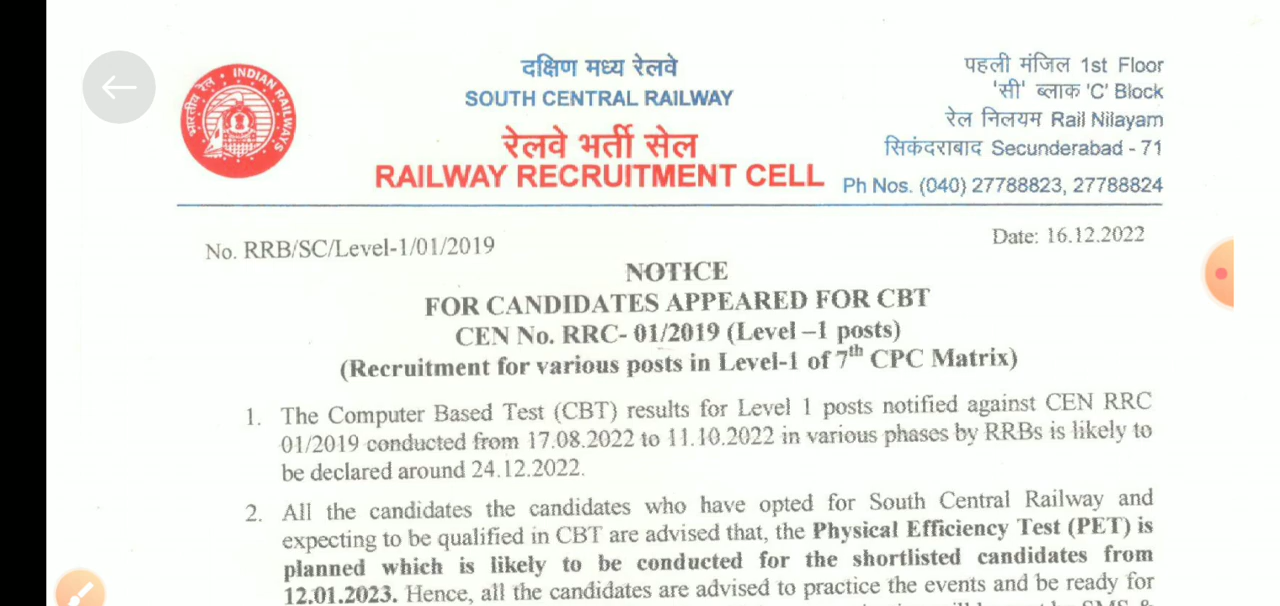 दक्षिण मध्य रेलवे
SOUTH CENTRAL RAILWAY
रेलवे भर्ती सेल
RAILWAY RECRUITMENT CELL
भारतीय रेल • INDIAN RAILWAYS
पहली मंजिल 1st Floor
'सी' ब्लाक 'C' Block
रेल निलयम Rail Nilayam
सिकंदराबाद Secunderabad - 71
Ph Nos. (040) 27788823, 27788824
No. RRB/SC/Level-1/01/2019
Date: 16.12.2022
NOTICE
FOR CANDIDATES APPEARED FOR CBT
CEN No. RRC- 01/2019 (Level –1 posts)
(Recruitment for various posts in Level-1 of 7th CPC Matrix)
1. The Computer Based Test (CBT) results for Level 1 posts notified against CEN RRC
01/2019 conducted from 17.08.2022 to 11.10.2022 in various phases by RRBs is likely to
be declared around 24.12.2022.
2. All the candidates the candidates who have opted for South Central Railway and
expecting to be qualified in CBT are advised that, the Physical Efficiency Test (PET) is
planned which is likely to be conducted for the shortlisted candidates from
12.01.2023. Hence, all the candidates are advised to practice the events and be ready for